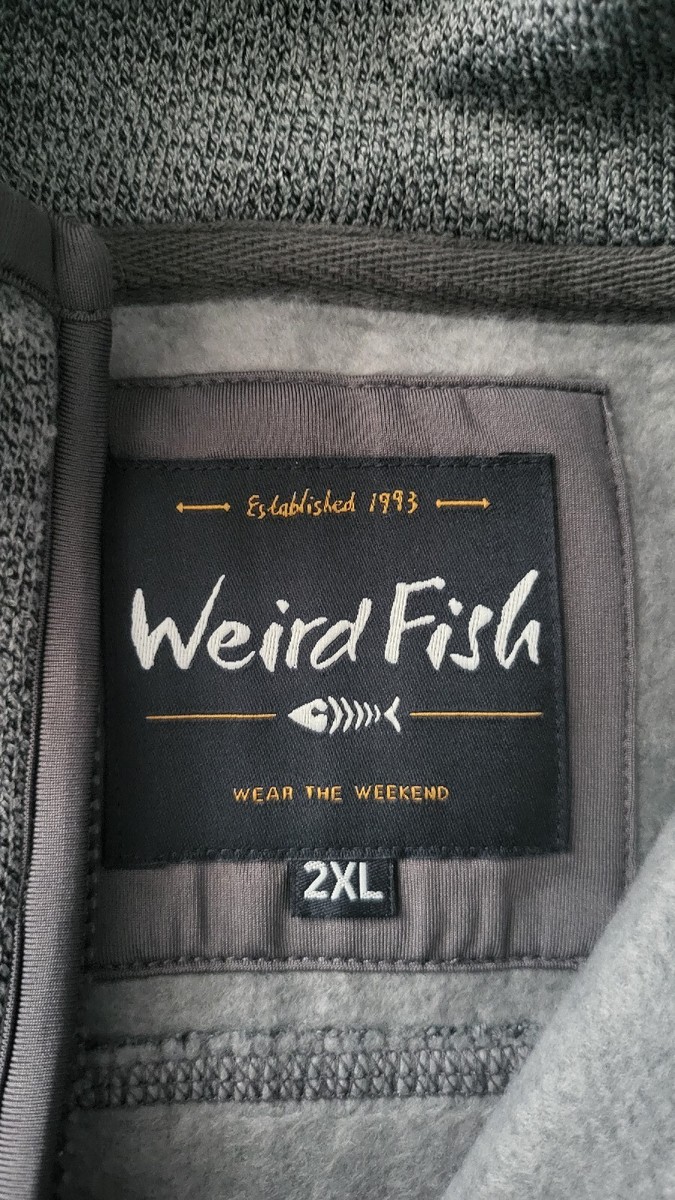 Established 1993
Weird Fish
WEAR THE WEEKEND
2XL